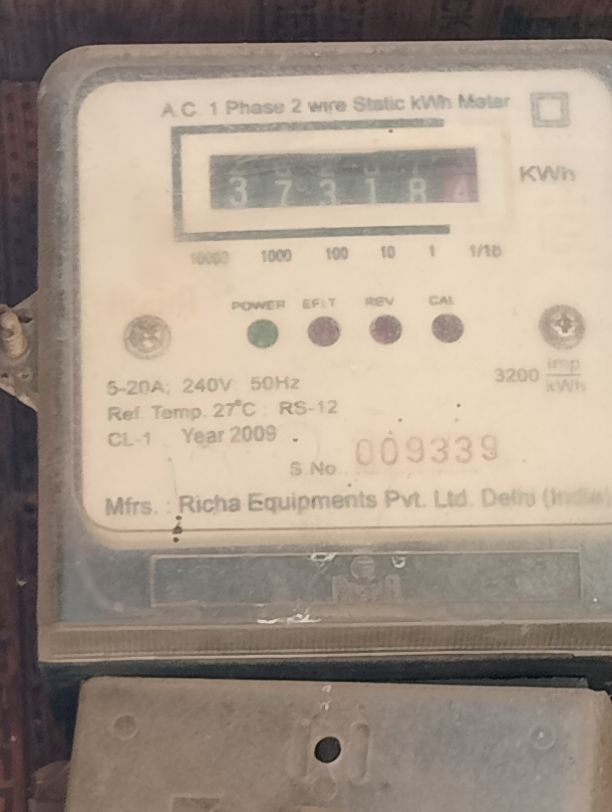 A.C. 1 Phase 2 wire Static kWh Meter
373184 KWh
10000 1000 100 10 1 1/10
POWER EFLT REV CAL
5-20A; 240V 50Hz 3200 imp/kWh
Ref. Temp. 27°C : RS-12
CL-1 Year 2009
S.No 009339
Mfrs. : Richa Equipments Pvt. Ltd. Delhi (India)